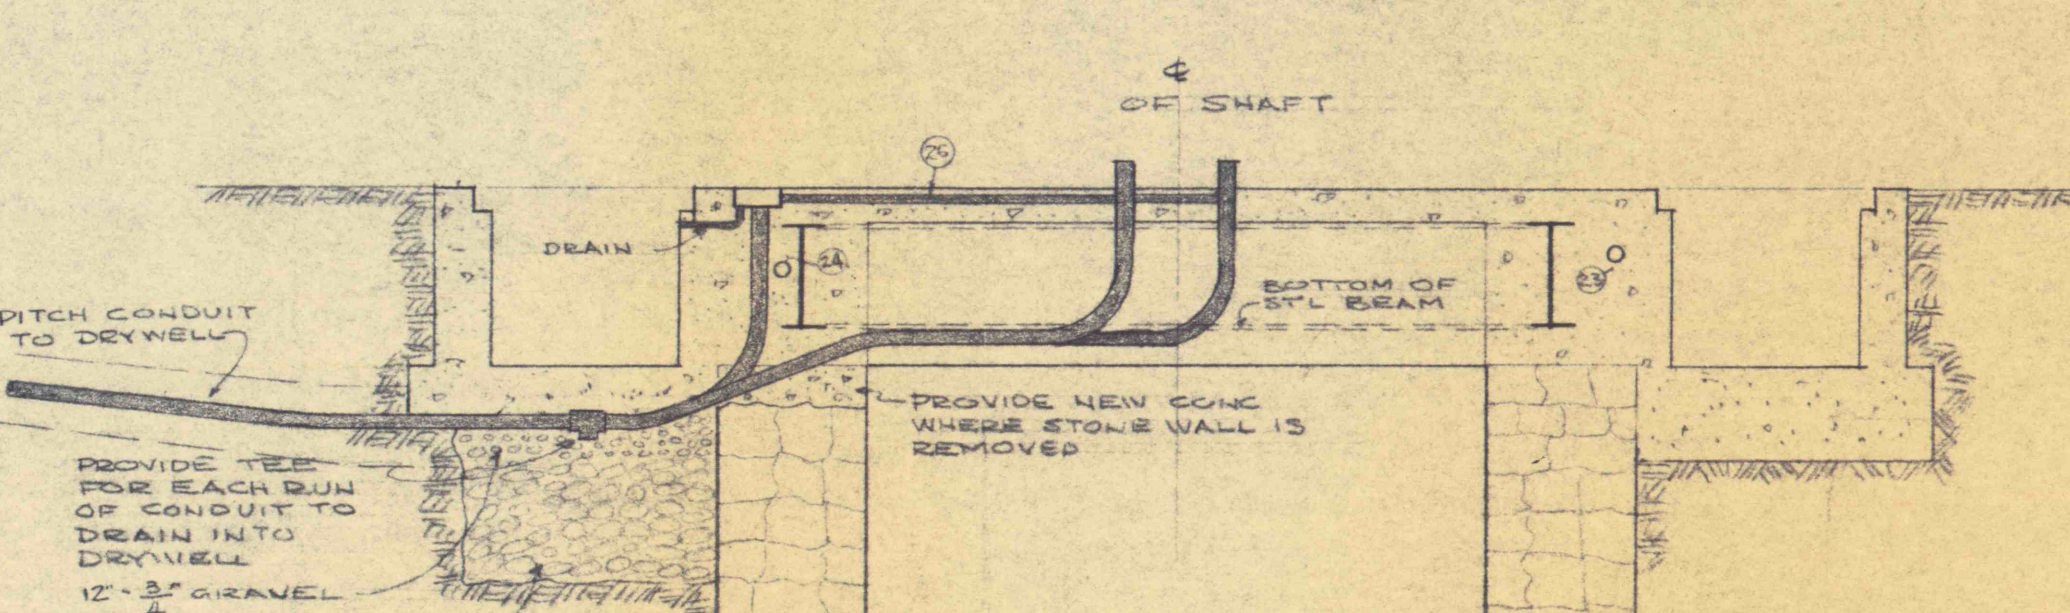 ℄
OF SHAFT
26
DRAIN
24
23
BOTTOM OF
ST'L BEAM
PITCH CONDUIT
TO DRYWELL
PROVIDE NEW CONC
WHERE STONE WALL IS
REMOVED
PROVIDE TEE
FOR EACH RUN
OF CONDUIT TO
DRAIN INTO
DRYWELL
12" - 3/4" GRAVEL